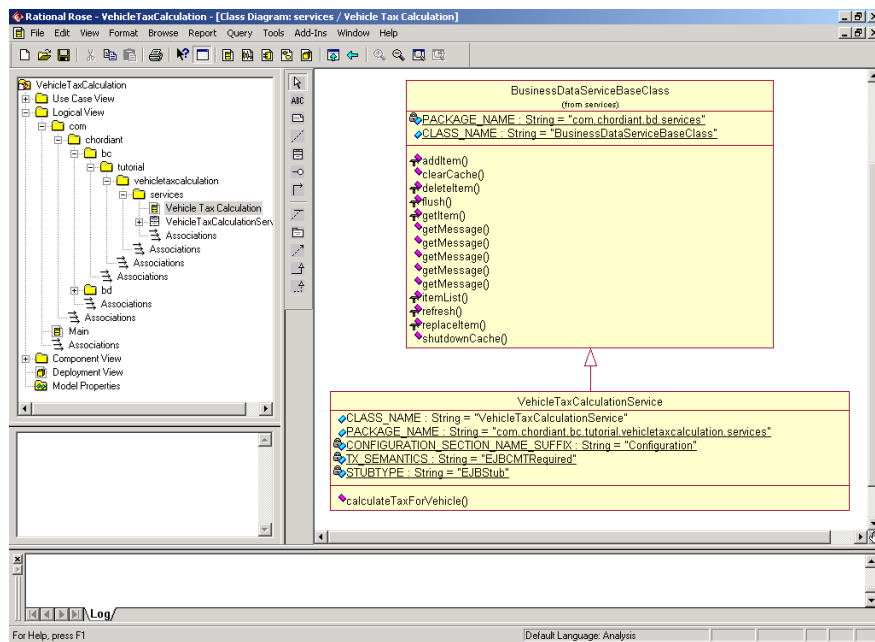 Rational Rose - VehicleTaxCalculation - [Class Diagram: services / Vehicle Tax Calculation]
File Edit View Format Browse Report Query Tools Add-Ins Window Help
VehicleTaxCalculation
Use Case View
Logical View
com
chordiant
bc
tutorial
vehicletaxcalculation
services
Vehicle Tax Calculation
VehicleTaxCalculationServ
Associations
Associations
Associations
Associations
bd
Associations
Associations
Main
Associations
Component View
Deployment View
Model Properties
ABC
BusinessDataServiceBaseClass
(from services)
PACKAGE_NAME : String = "com.chordiant.bd.services"
CLASS_NAME : String = "BusinessDataServiceBaseClass"
addItem()
clearCache()
deleteItem()
flush()
getItem()
getMessage()
getMessage()
getMessage()
getMessage()
getMessage()
itemList()
refresh()
replaceItem()
shutdownCache()
VehicleTaxCalculationService
CLASS_NAME : String = "VehicleTaxCalculationService"
PACKAGE_NAME : String = "com.chordiant.bc.tutorial.vehicletaxcalculation.services"
CONFIGURATION_SECTION_NAME_SUFFIX : String = "Configuration"
TX_SEMANTICS : String = "EJBCMTRequired"
STUBTYPE : String = "EJBStub"
calculateTaxForVehicle()
Log
For Help, press F1
Default Language: Analysis